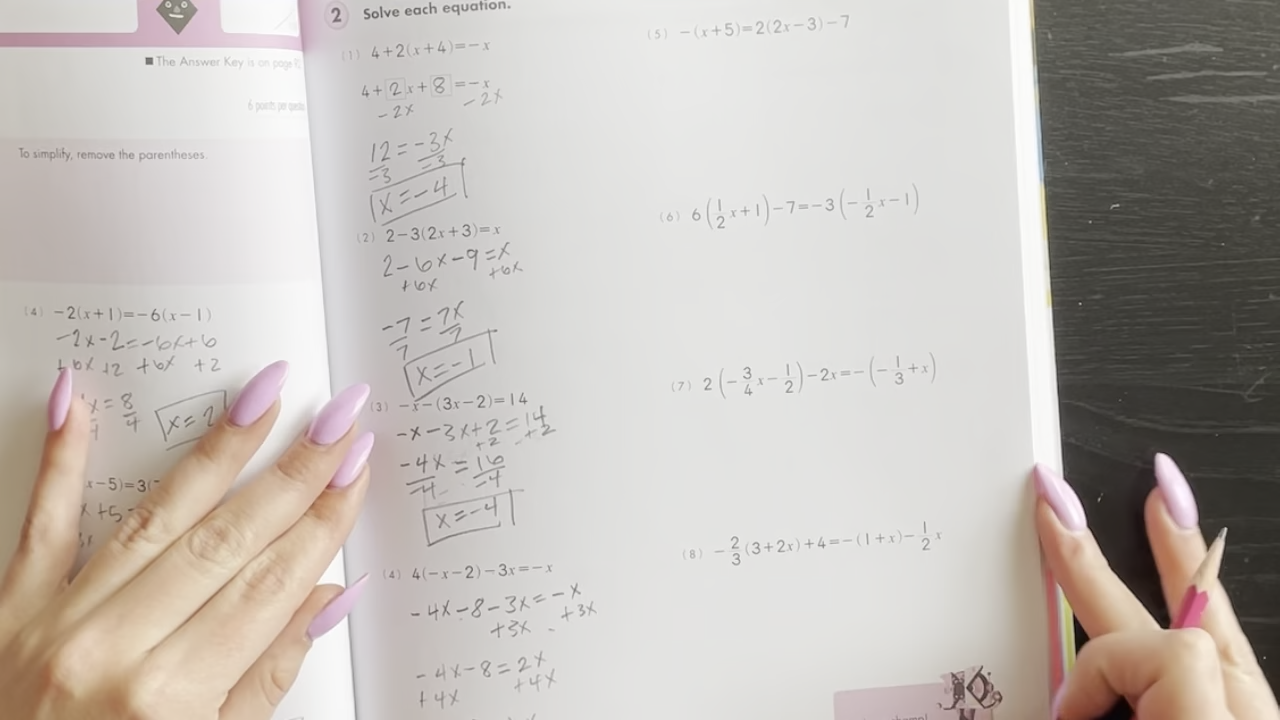 ■ The Answer Key is on page
6 points per
To simplify, remove the parentheses.
(4) -2(x+1)=-6(x-1)
-2x-2=-6x+6
+6x +2 +6x +2
x = 8
4 4
x=2
x-5)=3(
x+5-
2 Solve each equation.
(1) 4+2(x+4)=-x
4+2x+8=-x
-2x -2x
12=-3x
-3 -3
x=-4
(2) 2-3(2x+3)=x
2-6x-9=x
+6x +6x
-7=7x
7 7
x=-1
(3) -x-(3x-2)=14
-x-3x+2=14
+2 +2
-4x=16
-4 -4
x=-4
(4) 4(-x-2)-3x=-x
-4x-8-3x=-x
+3x +3x
-4x-8=2x
+4x +4x
(5) -(x+5)=2(2x-3)-7
(6) 6(1/2x+1)-7=-3(-1/2x-1)
(7) 2(-3/4x-1/2)-2x=-(-1/3+x)
(8) -2/3(3+2x)+4=-(1+x)-1/2x